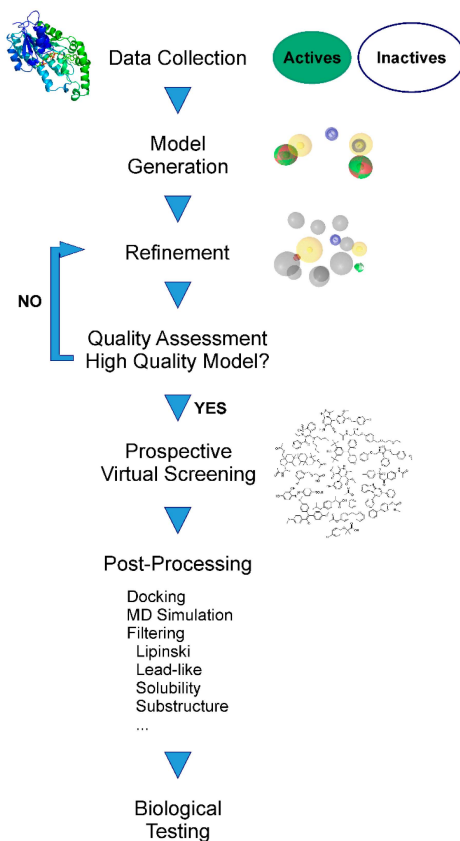 Data Collection
Actives
Inactives
Model
Generation
Refinement
NO
Quality Assessment
High Quality Model?
YES
Prospective
Virtual Screening
Post-Processing
Docking
MD Simulation
Filtering
Lipinski
Lead-like
Solubility
Substructure
...
Biological
Testing